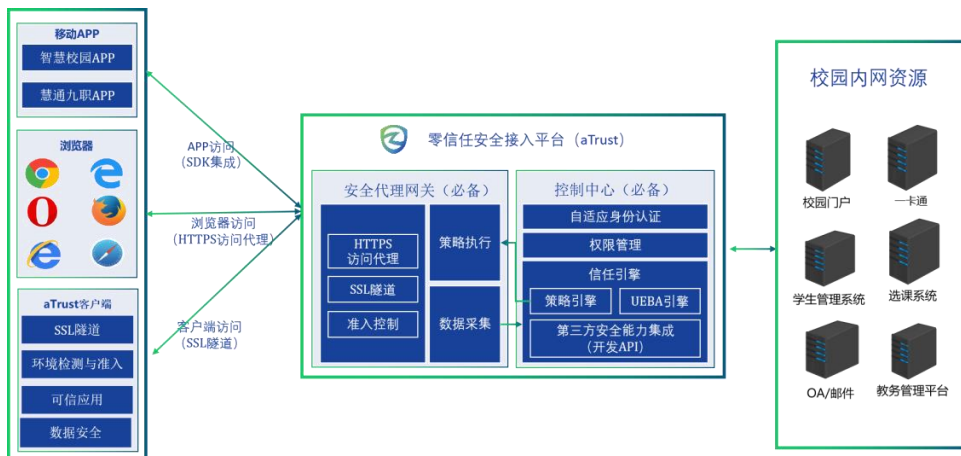 移动APP
智慧校园APP
慧通九职APP
浏览器
aTrust客户端
SSL隧道
环境检测与准入
可信应用
数据安全
APP访问
（SDK集成）
浏览器访问
（HTTPS访问代理）
客户端访问
（SSL隧道）
零信任安全接入平台（aTrust）
安全代理网关（必备）
HTTPS
访问代理
SSL隧道
准入控制
策略执行
数据采集
控制中心（必备）
自适应身份认证
权限管理
信任引擎
策略引擎
UEBA引擎
第三方安全能力集成
（开发API）
校园内网资源
校园门户
一卡通
学生管理系统
选课系统
OA/邮件
教务管理平台